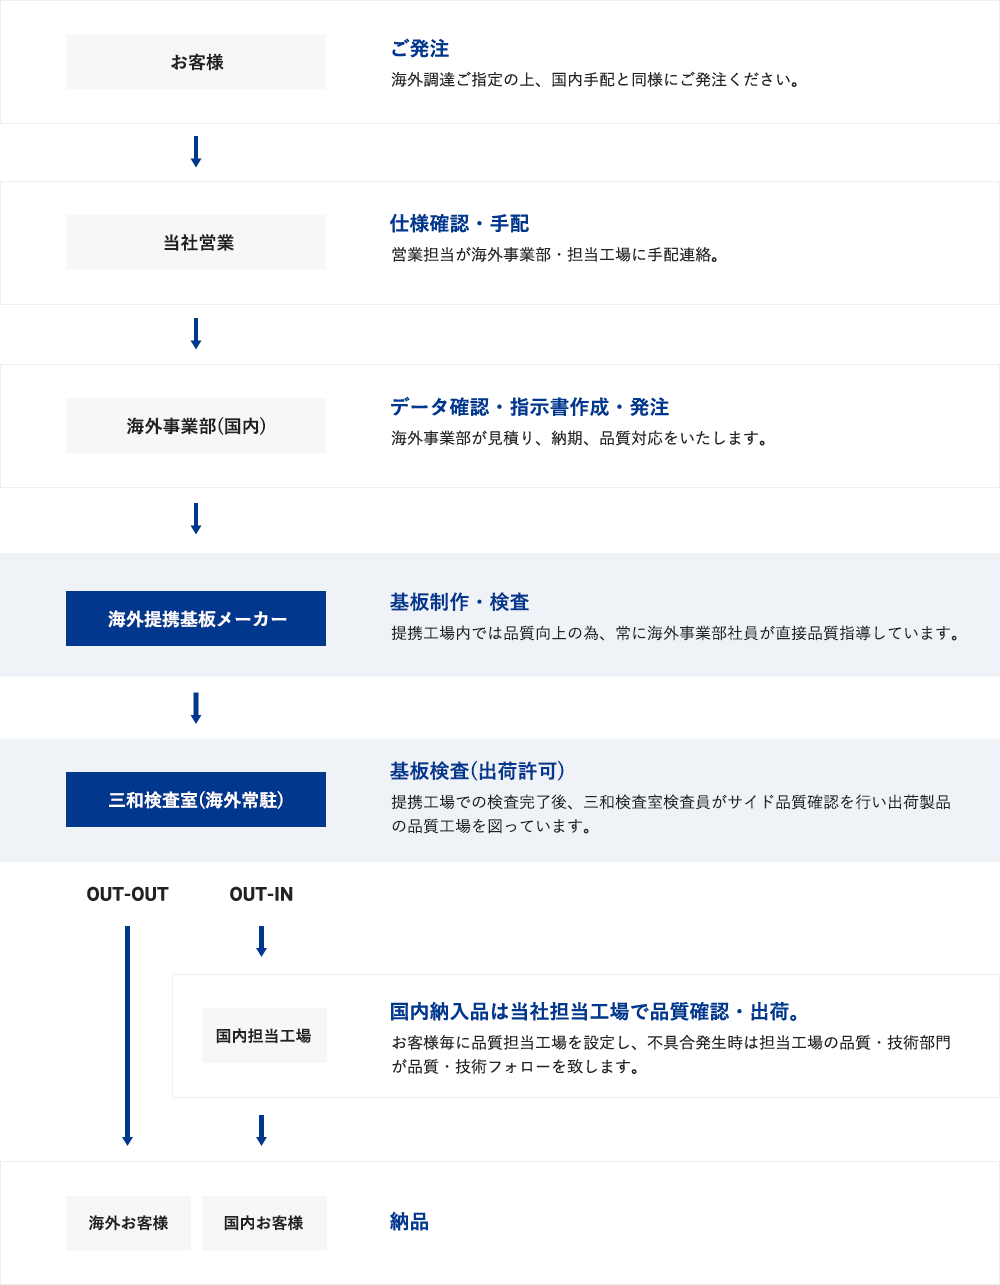 お客様
ご発注
海外調達ご指定の上、国内手配と同様にご発注ください。
当社営業
仕様確認・手配
営業担当が海外事業部・担当工場に手配連絡。
海外事業部(国内)
データ確認・指示書作成・発注
海外事業部が見積り、納期、品質対応をいたします。
海外提携基板メーカー
基板制作・検査
提携工場内では品質向上の為、常に海外事業部社員が直接品質指導しています。
三和検査室(海外常駐)
基板検査(出荷許可)
提携工場での検査完了後、三和検査室検査員がサイド品質確認を行い出荷製品
の品質工場を図っています。
OUT-OUT
OUT-IN
国内担当工場
国内納入品は当社担当工場で品質確認・出荷。
お客様毎に品質担当工場を設定し、不具合発生時は担当工場の品質・技術部門
が品質・技術フォローを致します。
海外お客様
国内お客様
納品